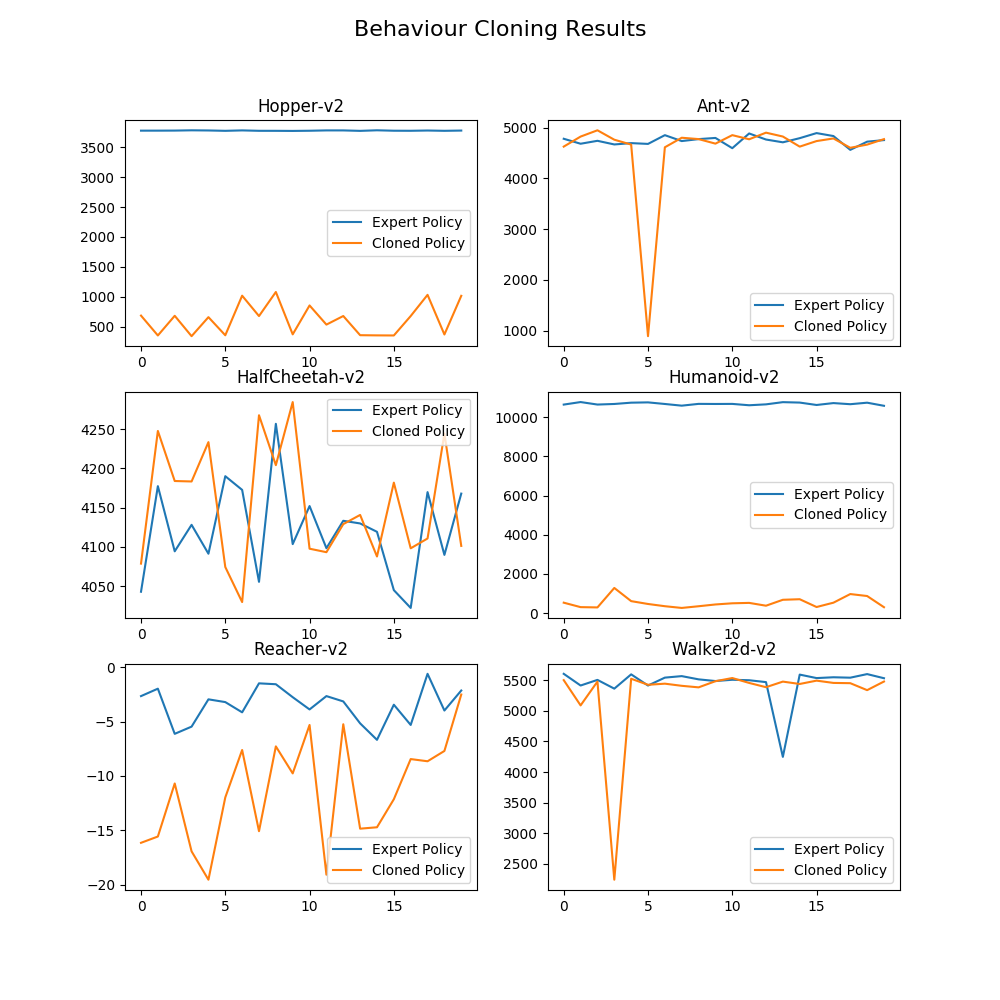 Behaviour Cloning Results
Hopper-v2
3500
3000
2500
2000
1500
1000
500
0 5 10 15
Expert Policy
Cloned Policy
Ant-v2
5000
4000
3000
2000
1000
0 5 10 15
Expert Policy
Cloned Policy
HalfCheetah-v2
4250
4200
4150
4100
4050
0 5 10 15
Expert Policy
Cloned Policy
Humanoid-v2
10000
8000
6000
4000
2000
0
0 5 10 15
Expert Policy
Cloned Policy
Reacher-v2
0
−5
−10
−15
−20
0 5 10 15
Expert Policy
Cloned Policy
Walker2d-v2
5500
5000
4500
4000
3500
3000
2500
0 5 10 15
Expert Policy
Cloned Policy